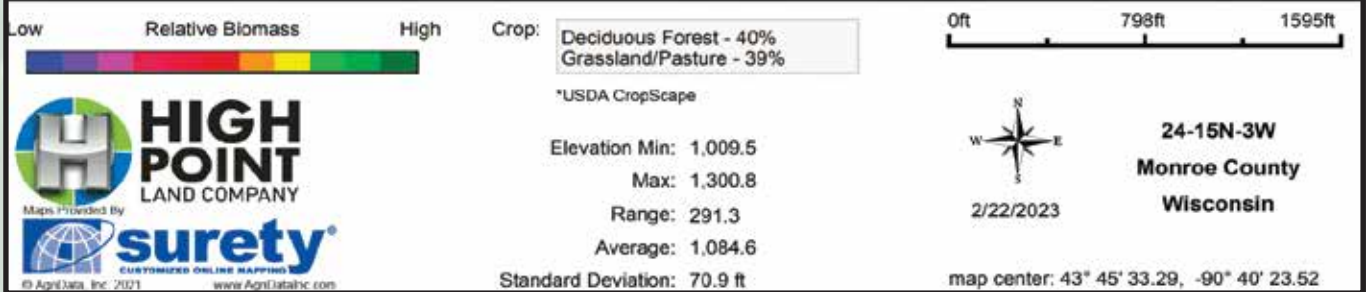 Low Relative Biomass High
Crop: Deciduous Forest - 40%
Grassland/Pasture - 39%
*USDA CropScape
Elevation Min: 1,009.5
Max: 1,300.8
Range: 291.3
Average: 1,084.6
Standard Deviation: 70.9 ft
0ft 798ft 1595ft
N
W E
S
2/22/2023
24-15N-3W
Monroe County
Wisconsin
map center: 43° 45' 33.29, -90° 40' 23.52
H
HIGH
POINT
LAND COMPANY
Maps Provided By
surety®
CUSTOMIZED ONLINE MAPPING
© AgriData, Inc. 2021 www.AgriDataInc.com